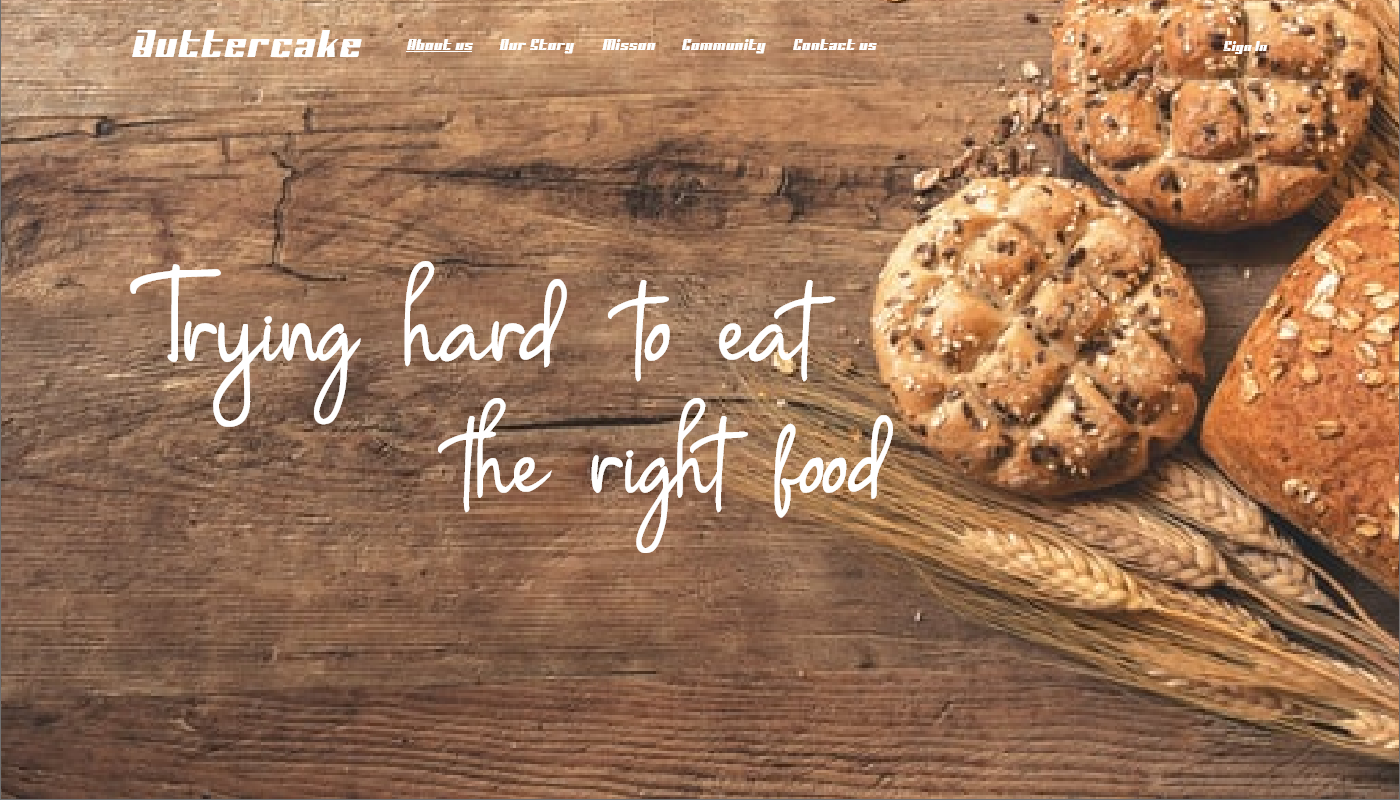 Buttercake About us Our Story Misson Community Contact us Sign In
Trying hard to eat
the right food